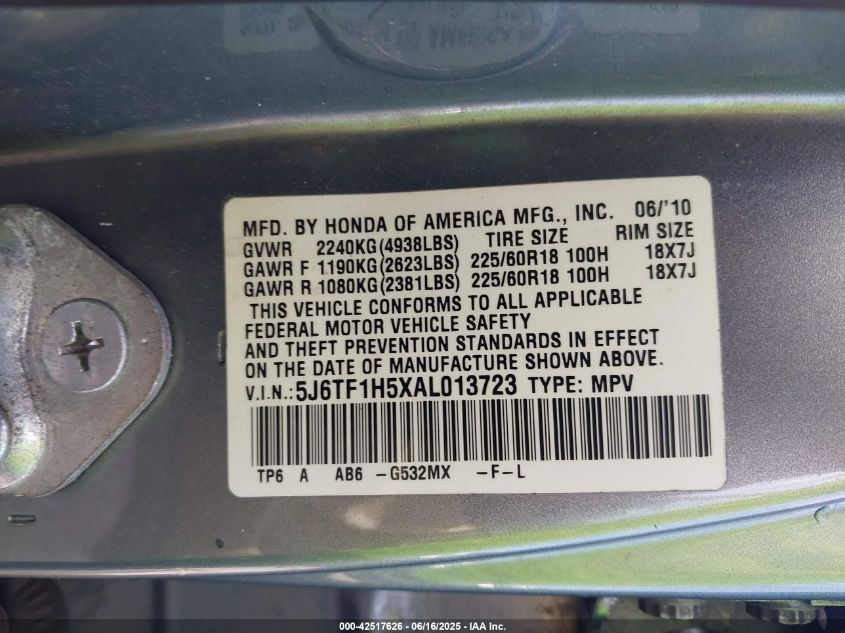 MFD. BY HONDA OF AMERICA MFG., INC. 06/'10
GVWR 2240KG(4938LBS) TIRE SIZE RIM SIZE
GAWR F 1190KG(2623LBS) 225/60R18 100H 18X7J
GAWR R 1080KG(2381LBS) 225/60R18 100H 18X7J
THIS VEHICLE CONFORMS TO ALL APPLICABLE
FEDERAL MOTOR VEHICLE SAFETY
AND THEFT PREVENTION STANDARDS IN EFFECT
ON THE DATE OF MANUFACTURE SHOWN ABOVE.
V.I.N.: 5J6TF1H5XAL013723 TYPE: MPV
TP6 A AB6 -G532MX -F-L
000-42517626 - 06/16/2025 - IAA Inc.